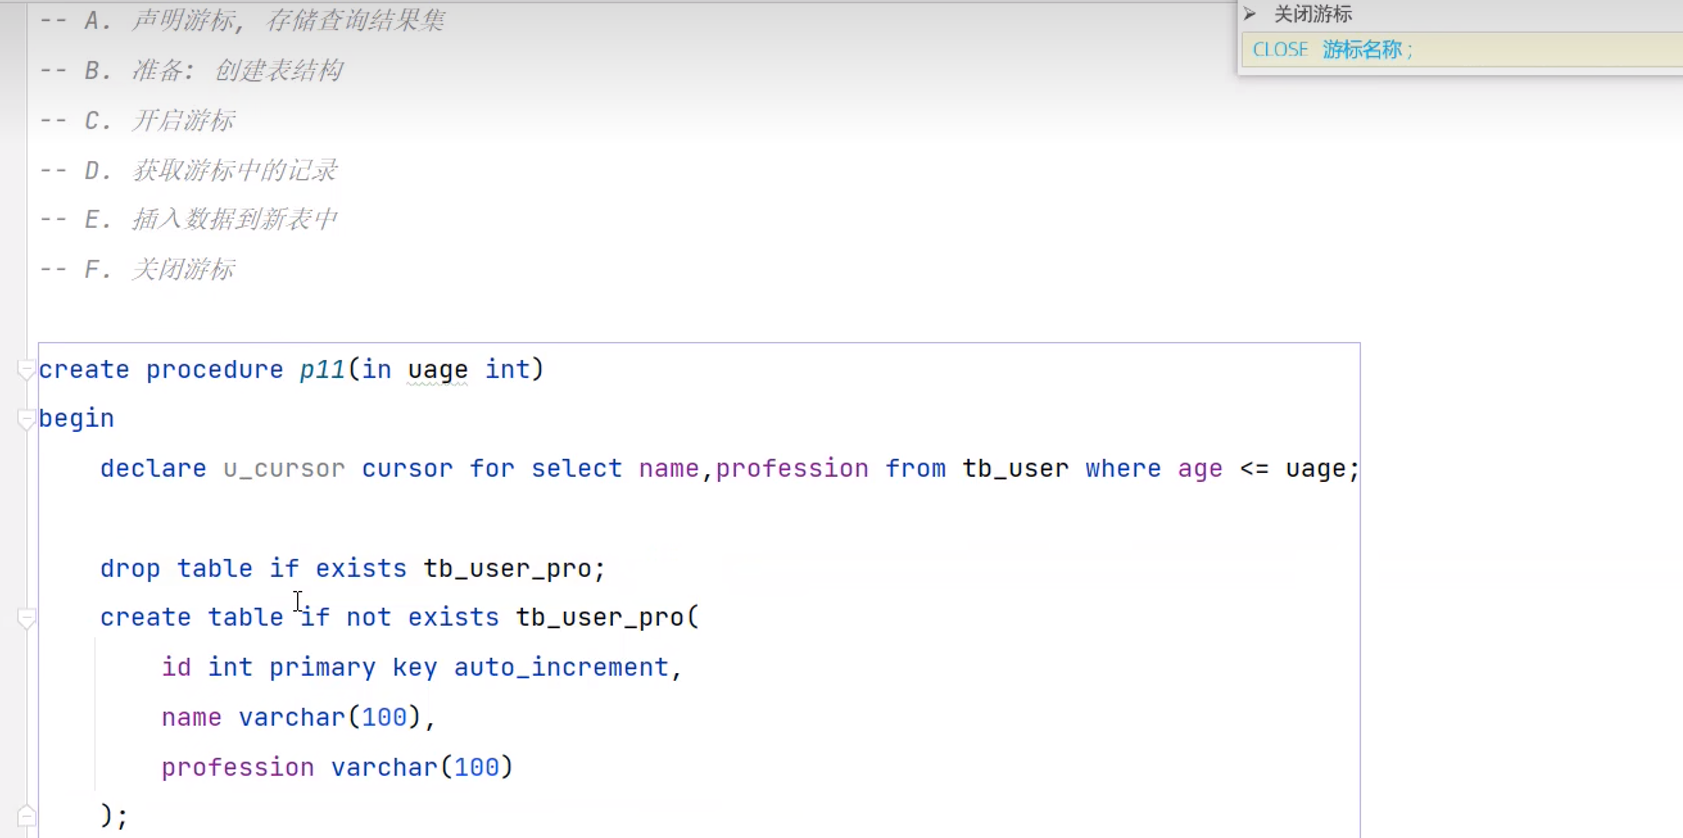 -- A. 声明游标, 存储查询结果集
-- B. 准备: 创建表结构
-- C. 开启游标
-- D. 获取游标中的记录
-- E. 插入数据到新表中
-- F. 关闭游标
➢ 关闭游标
CLOSE 游标名称 ;
create procedure p11(in uage int)
begin
declare u_cursor cursor for select name,profession from tb_user where age <= uage;
drop table if exists tb_user_pro;
create table if not exists tb_user_pro(
id int primary key auto_increment,
name varchar(100),
profession varchar(100)
);